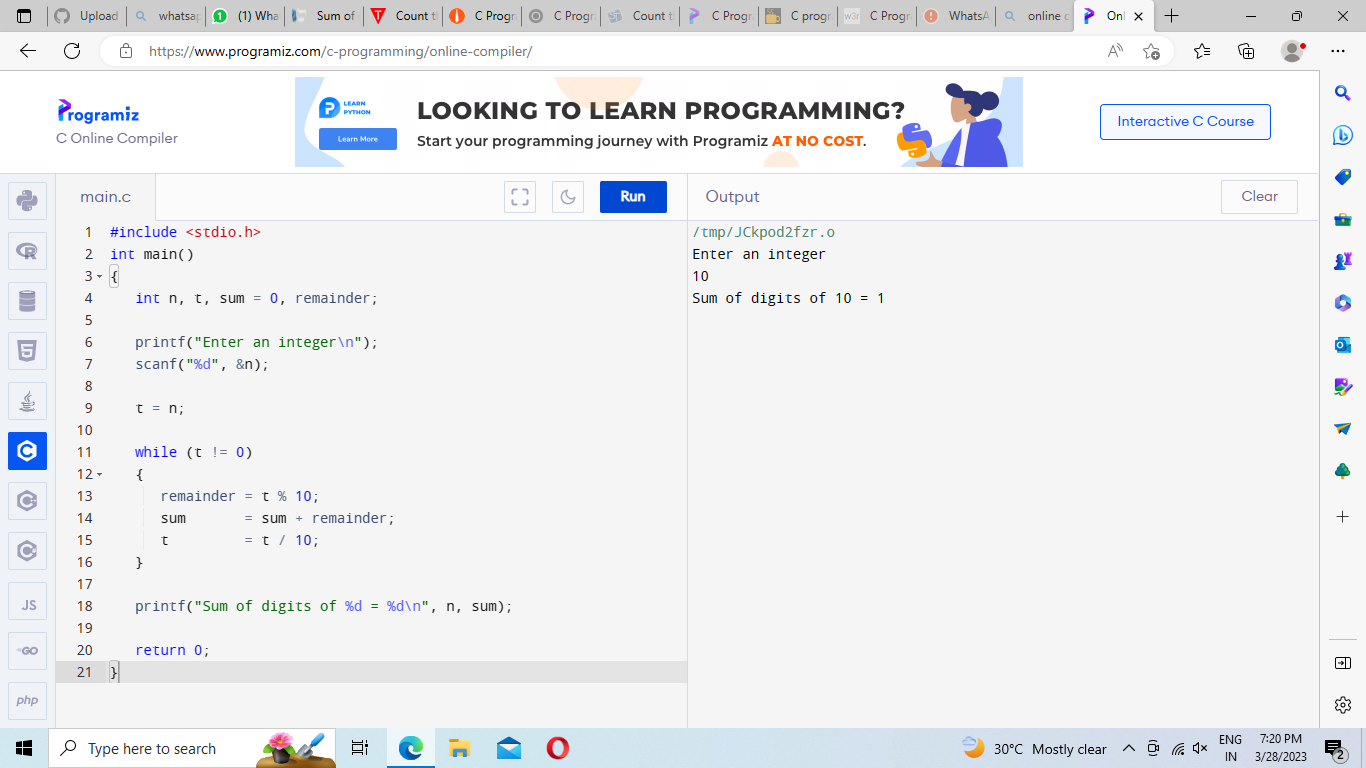 Upload
whatsap
(1) Wha
Sum of
Count t
C Progr
C Progr
Count t
C Progr
C progr
C Progr
WhatsA
online c
Onl
https://www.programiz.com/c-programming/online-compiler/
Programiz
C Online Compiler
LEARN
PYTHON
Learn More
LOOKING TO LEARN PROGRAMMING?
Start your programming journey with Programiz AT NO COST.
Interactive C Course
main.c
Run
Output
Clear
1 #include <stdio.h>
2 int main()
3 {
4 int n, t, sum = 0, remainder;
5
6 printf("Enter an integer\n");
7 scanf("%d", &n);
8
9 t = n;
10
11 while (t != 0)
12 {
13 remainder = t % 10;
14 sum       = sum + remainder;
15 t         = t / 10;
16 }
17
18 printf("Sum of digits of %d = %d\n", n, sum);
19
20 return 0;
21 }
/tmp/JCkpod2fzr.o
Enter an integer
10
Sum of digits of 10 = 1
JS
GO
php
Type here to search
30°C Mostly clear
ENG
IN
7:20 PM
3/28/2023
2